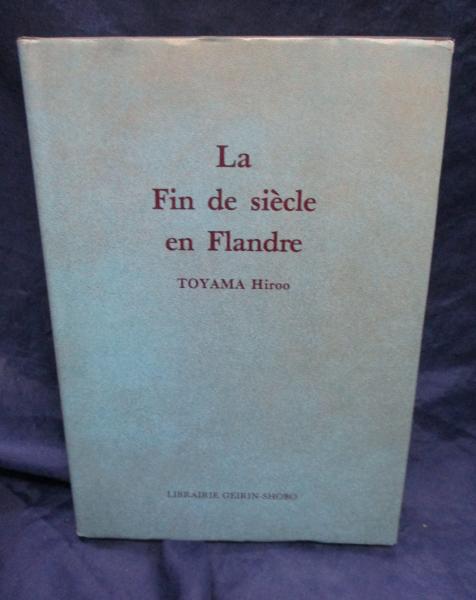 La
Fin de siècle
en Flandre
TOYAMA Hiroo
LIBRAIRIE GEIRIN-SHOBO